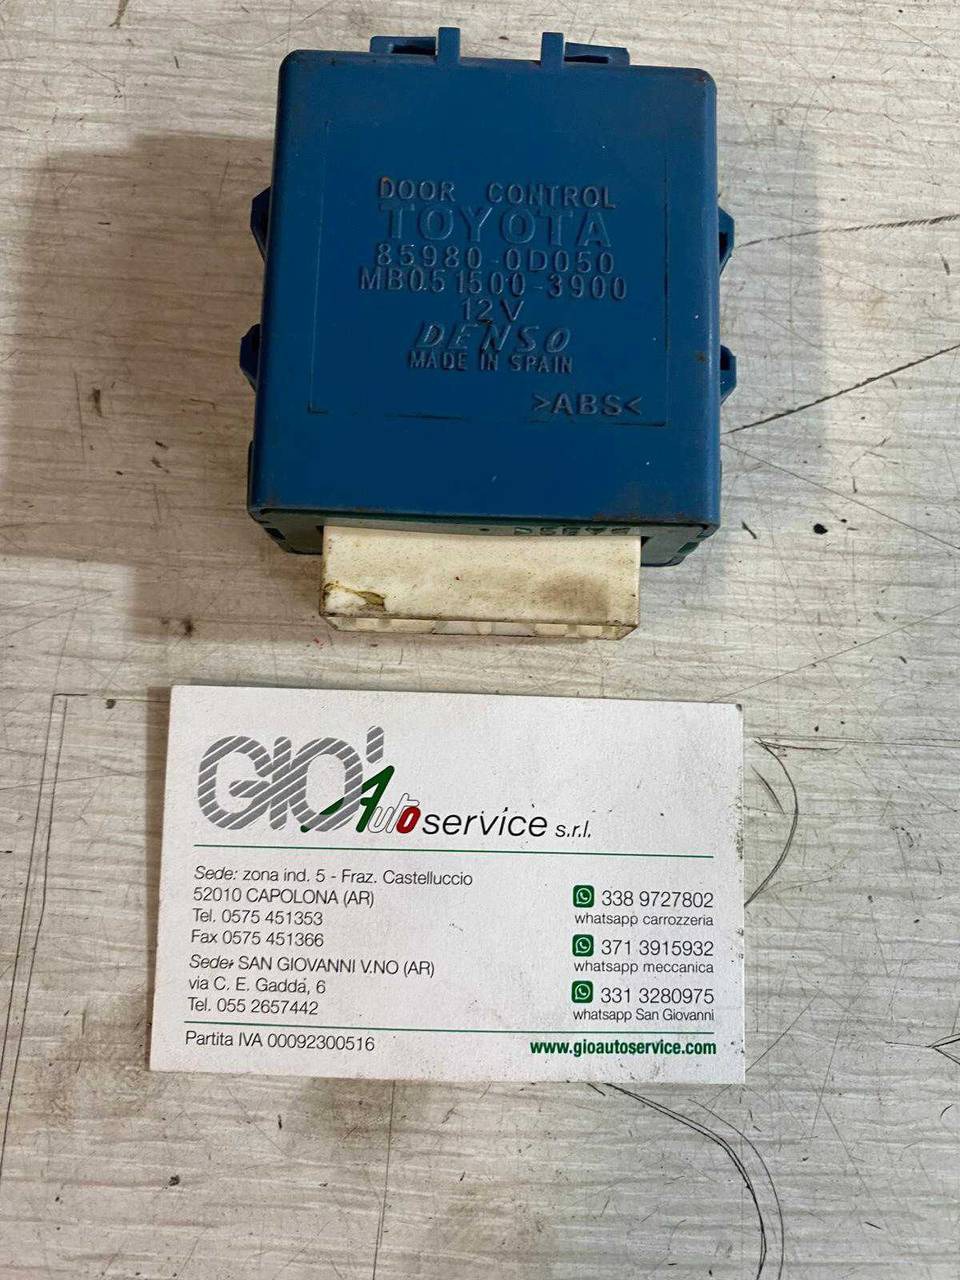 DOOR CONTROL
TOYOTA
85980-0D050
MB051500-3900
12V
DENSO
MADE IN SPAIN
>ABS<
GIO'
Autoservice s.r.l.
Sede: zona ind. 5 - Fraz. Castelluccio
52010 CAPOLONA (AR)
Tel. 0575 451353
Fax 0575 451366
Sede: SAN GIOVANNI V.NO (AR)
via C. E. Gadda, 6
Tel. 055 2657442
338 9727802
whatsapp carrozzeria
371 3915932
whatsapp meccanica
331 3280975
whatsapp San Giovanni
Partita IVA 00092300516
www.gioautoservice.com